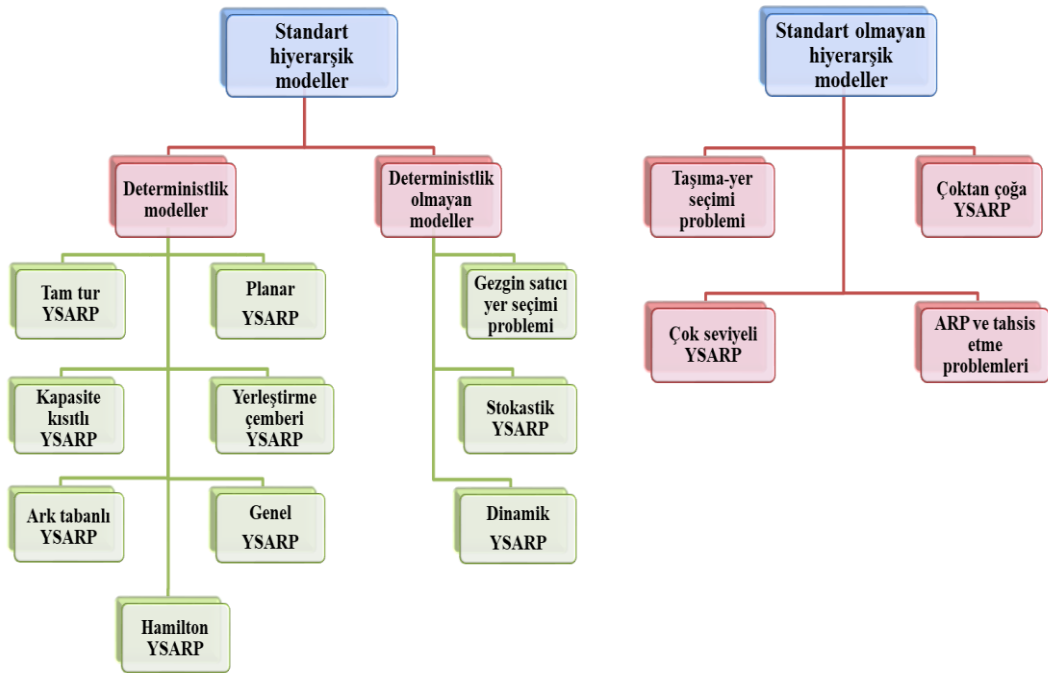 Standart
hiyerarşik
modeller
Deterministlik
modeller
Deterministlik
olmayan
modeller
Tam tur
YSARP
Planar
YSARP
Gezgin satıcı
yer seçimi
problemi
Kapasite
kısıtlı
YSARP
Yerleştirme
çemberi
YSARP
Stokastik
YSARP
Ark tabanlı
YSARP
Genel
YSARP
Dinamik
YSARP
Hamilton
YSARP
Standart olmayan
hiyerarşik
modeller
Taşıma-yer
seçimi
problemi
Çoktan çoğa
YSARP
Çok seviyeli
YSARP
ARP ve tahsis
etme
problemleri